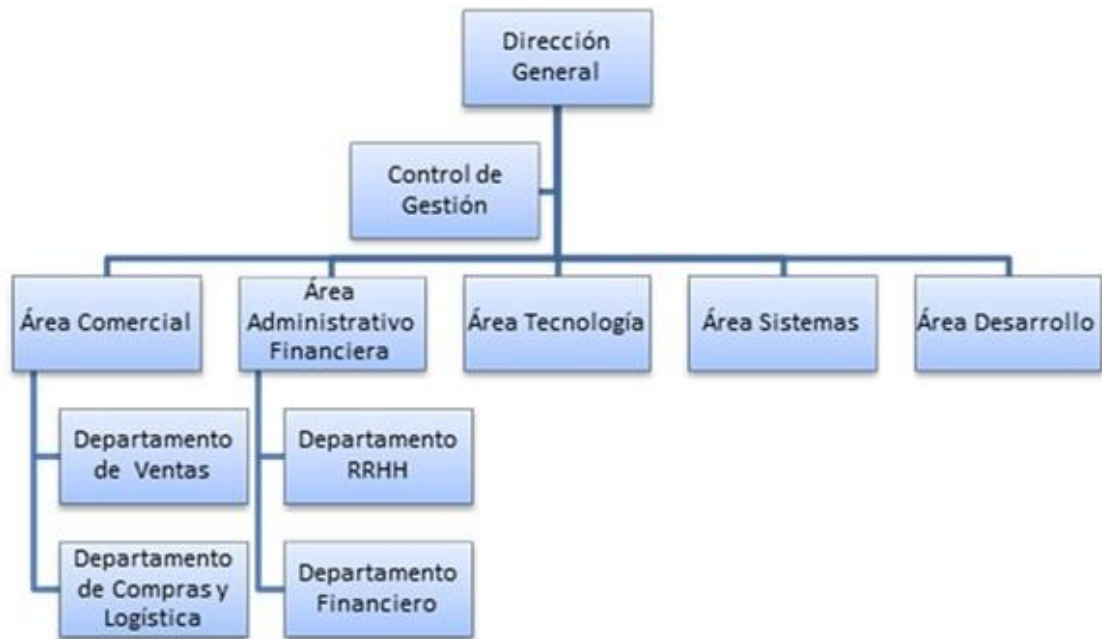 Dirección
General
Control de
Gestión
Área Comercial
Área
Administrativo
Financiera
Área Tecnología
Área Sistemas
Área Desarrollo
Departamento
de Ventas
Departamento
RRHH
Departamento
de Compras y
Logística
Departamento
Financiero